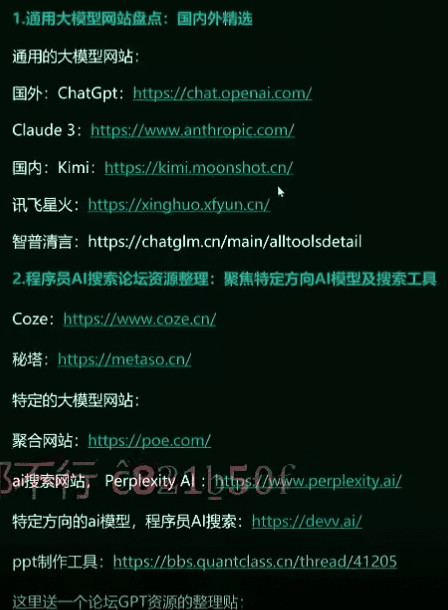 1.通用大模型网站盘点：国内外精选
通用的大模型网站：
国外：ChatGpt：https://chat.openai.com/
Claude 3：https://www.anthropic.com/
国内：Kimi：https://kimi.moonshot.cn/
讯飞星火：https://xinghuo.xfyun.cn/
智普清言：https://chatglm.cn/main/alltoolsdetail
2.程序员AI搜索论坛资源整理：聚焦特定方向AI模型及搜索工具
Coze：https://www.coze.cn/
秘塔：https://metaso.cn/
特定的大模型网站：
聚合网站：https://poe.com/
ai搜索网站， Perplexity AI ：https://www.perplexity.ai/
特定方向的ai模型，程序员AI搜索：https://devv.ai/
ppt制作工具：https://bbs.quantclass.cn/thread/41205
这里送一个论坛GPT资源的整理贴：